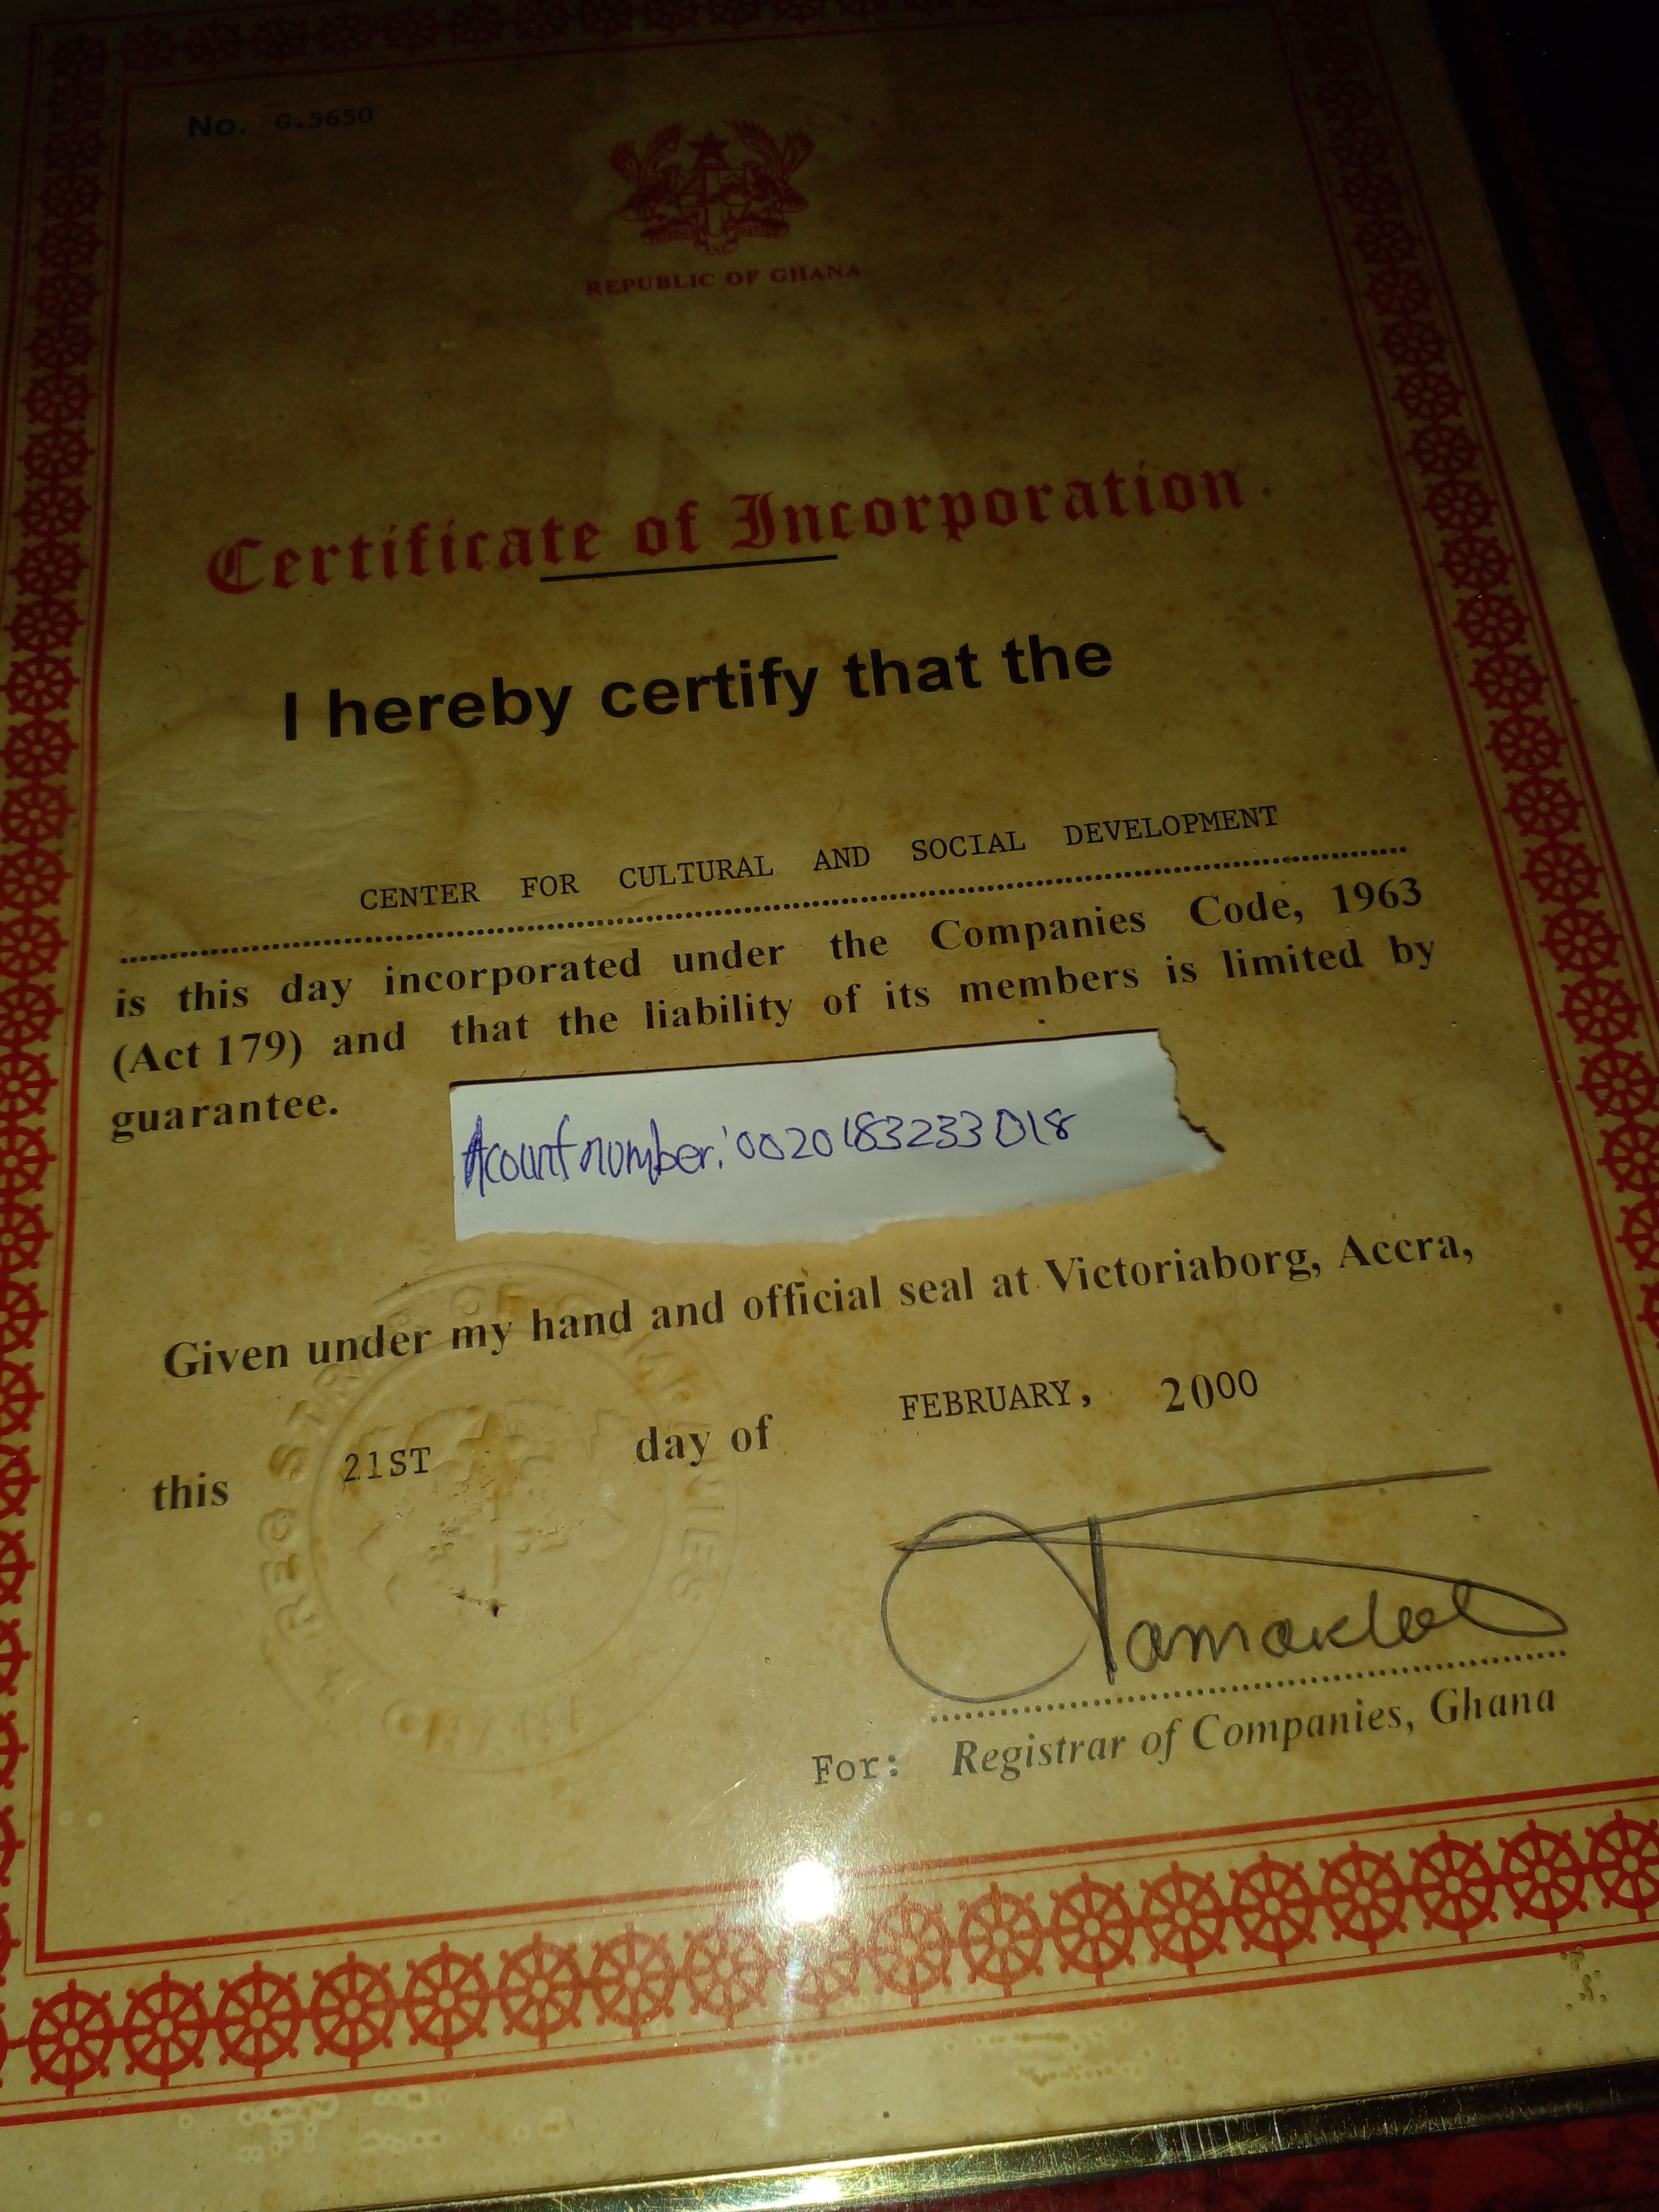 No. G.5650
REPUBLIC OF GHANA
Certificate of Incorporation
I hereby certify that the
CENTER FOR CULTURAL AND SOCIAL DEVELOPMENT
is this day incorporated under the Companies Code, 1963
(Act 179) and that the liability of its members is limited by
guarantee.
Acount number: 0020183233018
Given under my hand and official seal at Victoriaborg, Accra,
this 21ST day of FEBRUARY, 2000
For: Registrar of Companies, Ghana